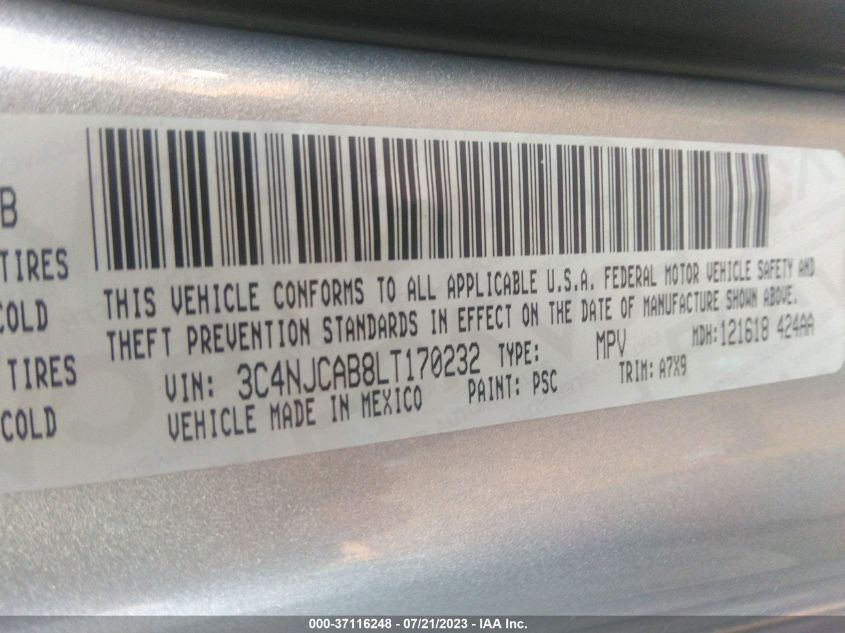 B
TIRES
COLD
TIRES
COLD
THIS VEHICLE CONFORMS TO ALL APPLICABLE U.S.A. FEDERAL MOTOR VEHICLE SAFETY AND
THEFT PREVENTION STANDARDS IN EFFECT ON THE DATE OF MANUFACTURE SHOWN ABOVE.
VIN: 3C4NJCAB8LT170232 TYPE: MPV MDH:121618 424AA
VEHICLE MADE IN MEXICO PAINT: PSC TRIM: A7X9
000-37116248 - 07/21/2023 - IAA Inc.